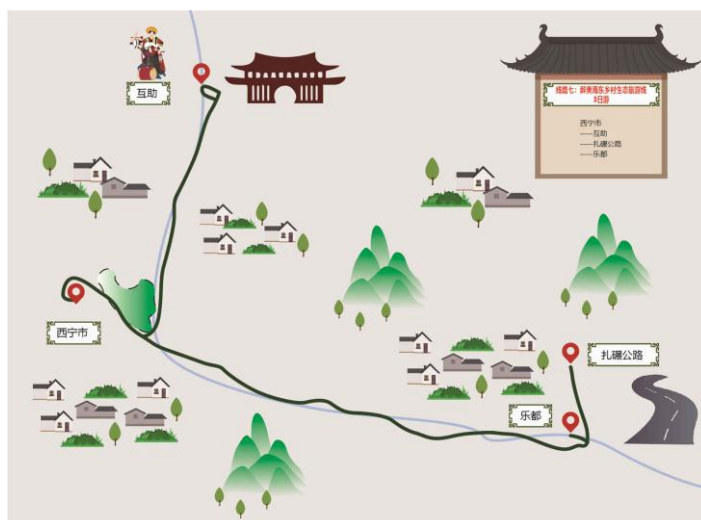 互助
线路七：醉美海东乡村生态旅游线
3日游
西宁市
——互助
——扎碾公路
——乐都
西宁市
扎碾公路
乐都